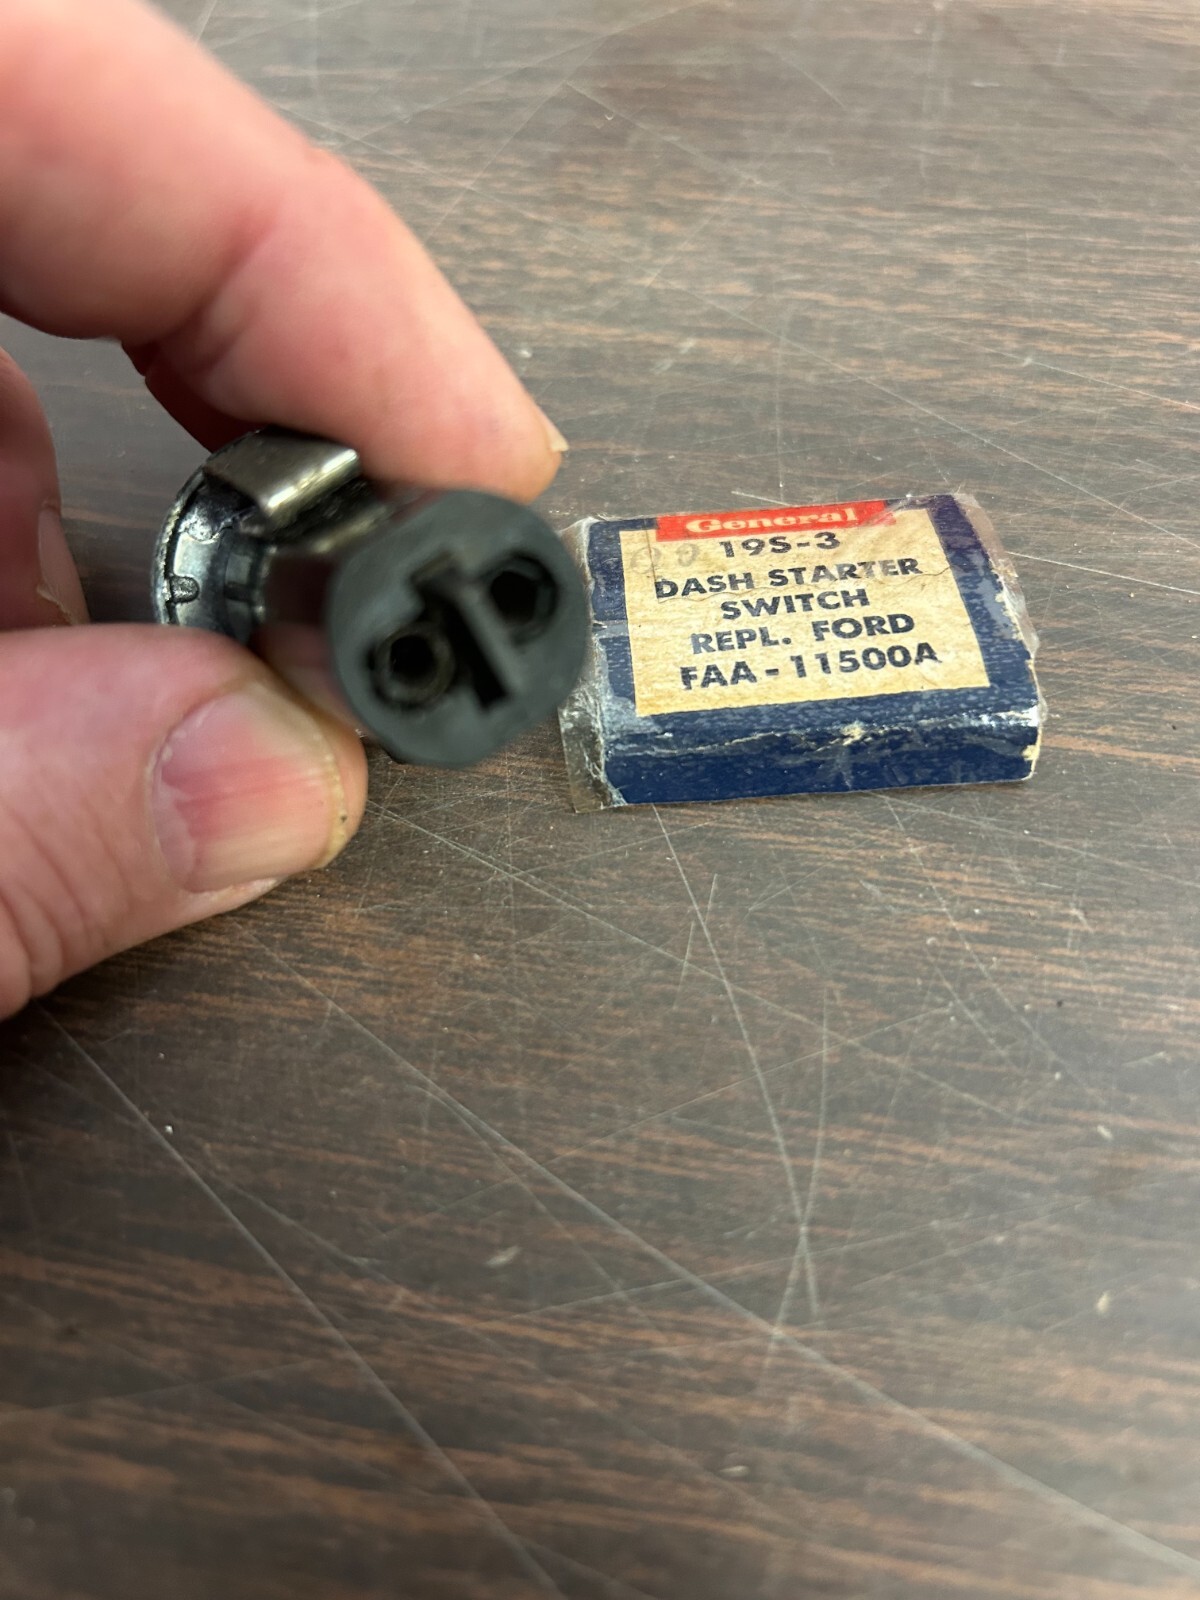 General
19S-3
DASH STARTER
SWITCH
REPL. FORD
FAA-11500A